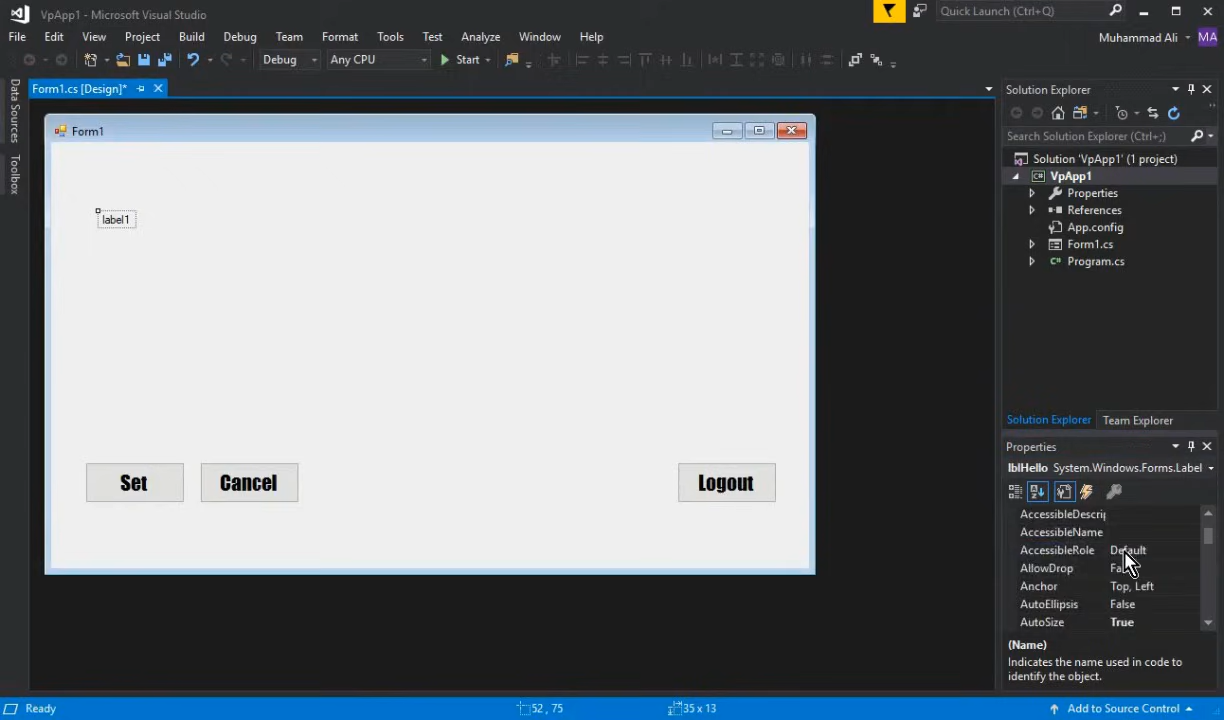 VpApp1 - Microsoft Visual Studio
Quick Launch (Ctrl+Q)
File Edit View Project Build Debug Team Format Tools Test Analyze Window Help
Muhammad Ali MA
Debug Any CPU Start
Data Sources
Toolbox
Form1.cs [Design]*
Form1
label1
Set Cancel Logout
Solution Explorer
Search Solution Explorer (Ctrl+;)
Solution 'VpApp1' (1 project)
C# VpApp1
Properties
References
App.config
Form1.cs
C# Program.cs
Solution Explorer Team Explorer
Properties
lblHello System.Windows.Forms.Label
AccessibleDescrip
AccessibleName
AccessibleRole Default
AllowDrop
Anchor Top, Left
AutoEllipsis False
AutoSize True
(Name)
Indicates the name used in code to
identify the object.
Ready 52 , 75 35 x 13 Add to Source Control